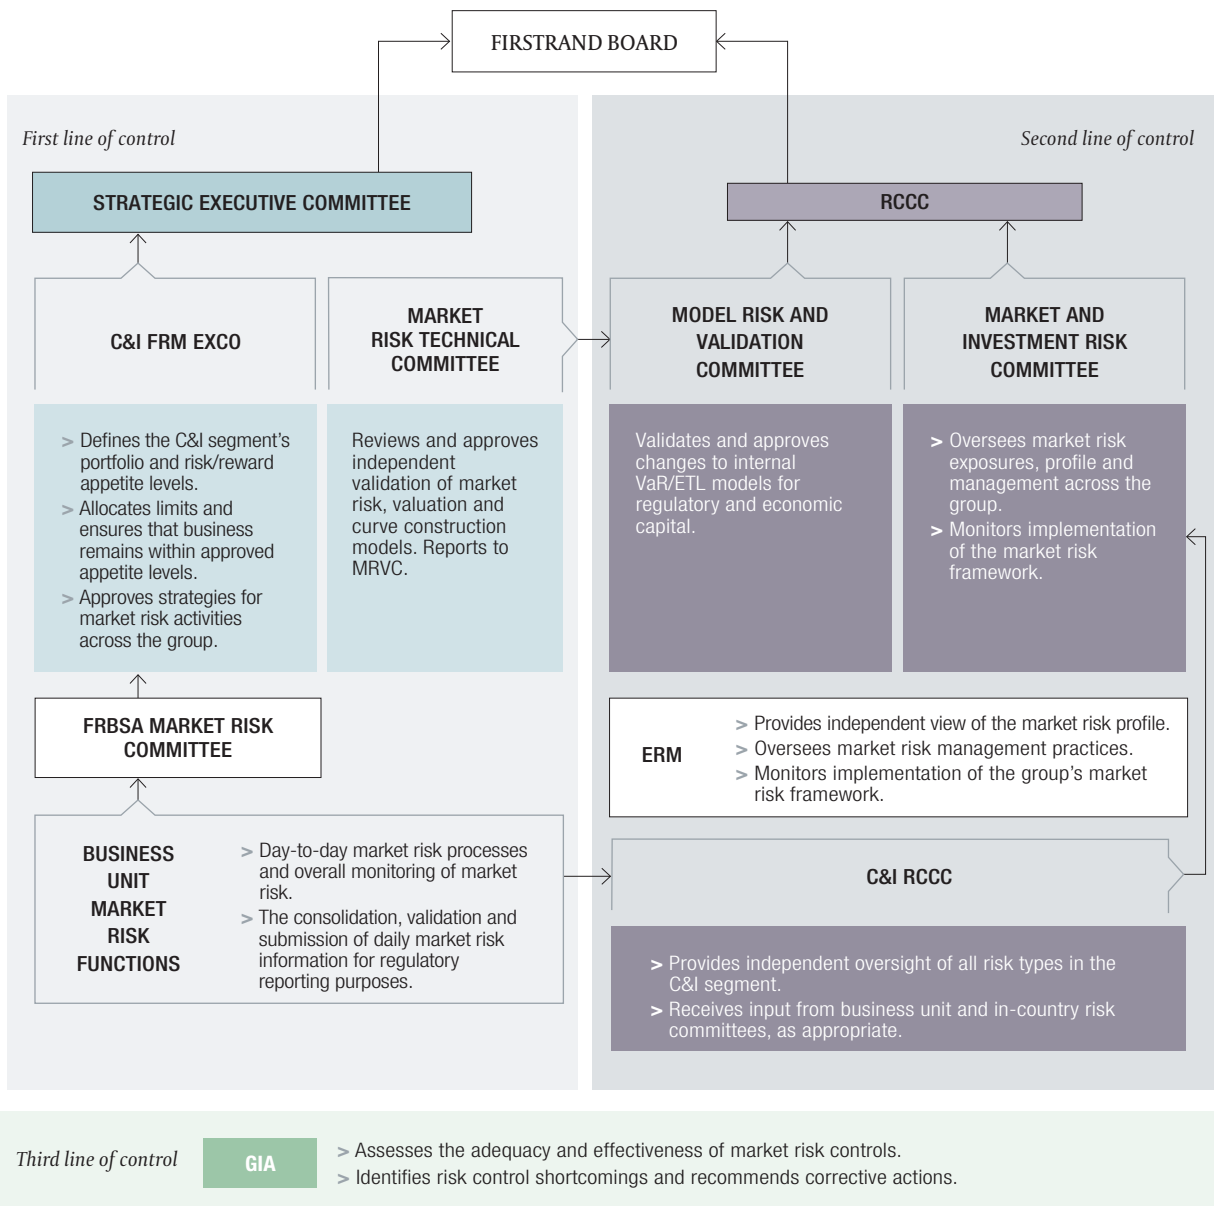 FIRSTRAND BOARD
First line of control
Second line of control
STRATEGIC EXECUTIVE COMMITTEE
RCCC
C&I FRM EXCO
MARKET
RISK TECHNICAL
COMMITTEE
MODEL RISK AND
VALIDATION
COMMITTEE
MARKET AND
INVESTMENT RISK
COMMITTEE
> Defines the C&I segment's
portfolio and risk/reward
appetite levels.
> Allocates limits and
ensures that business
remains within approved
appetite levels.
> Approves strategies for
market risk activities
across the group.
Reviews and approves
independent
validation of market
risk, valuation and
curve construction
models. Reports to
MRVC.
Validates and approves
changes to internal
VaR/ETL models for
regulatory and economic
capital.
> Oversees market risk
exposures, profile and
management across the
group.
> Monitors implementation
of the market risk
framework.
FRBSA MARKET RISK
COMMITTEE
ERM
> Provides independent view of the market risk profile.
> Oversees market risk management practices.
> Monitors implementation of the group's market
risk framework.
BUSINESS
UNIT
MARKET
RISK
FUNCTIONS
> Day-to-day market risk processes
and overall monitoring of market
risk.
> The consolidation, validation and
submission of daily market risk
information for regulatory
reporting purposes.
C&I RCCC
> Provides independent oversight of all risk types in the
C&I segment.
> Receives input from business unit and in-country risk
committees, as appropriate.
Third line of control
GIA
> Assesses the adequacy and effectiveness of market risk controls.
> Identifies risk control shortcomings and recommends corrective actions.